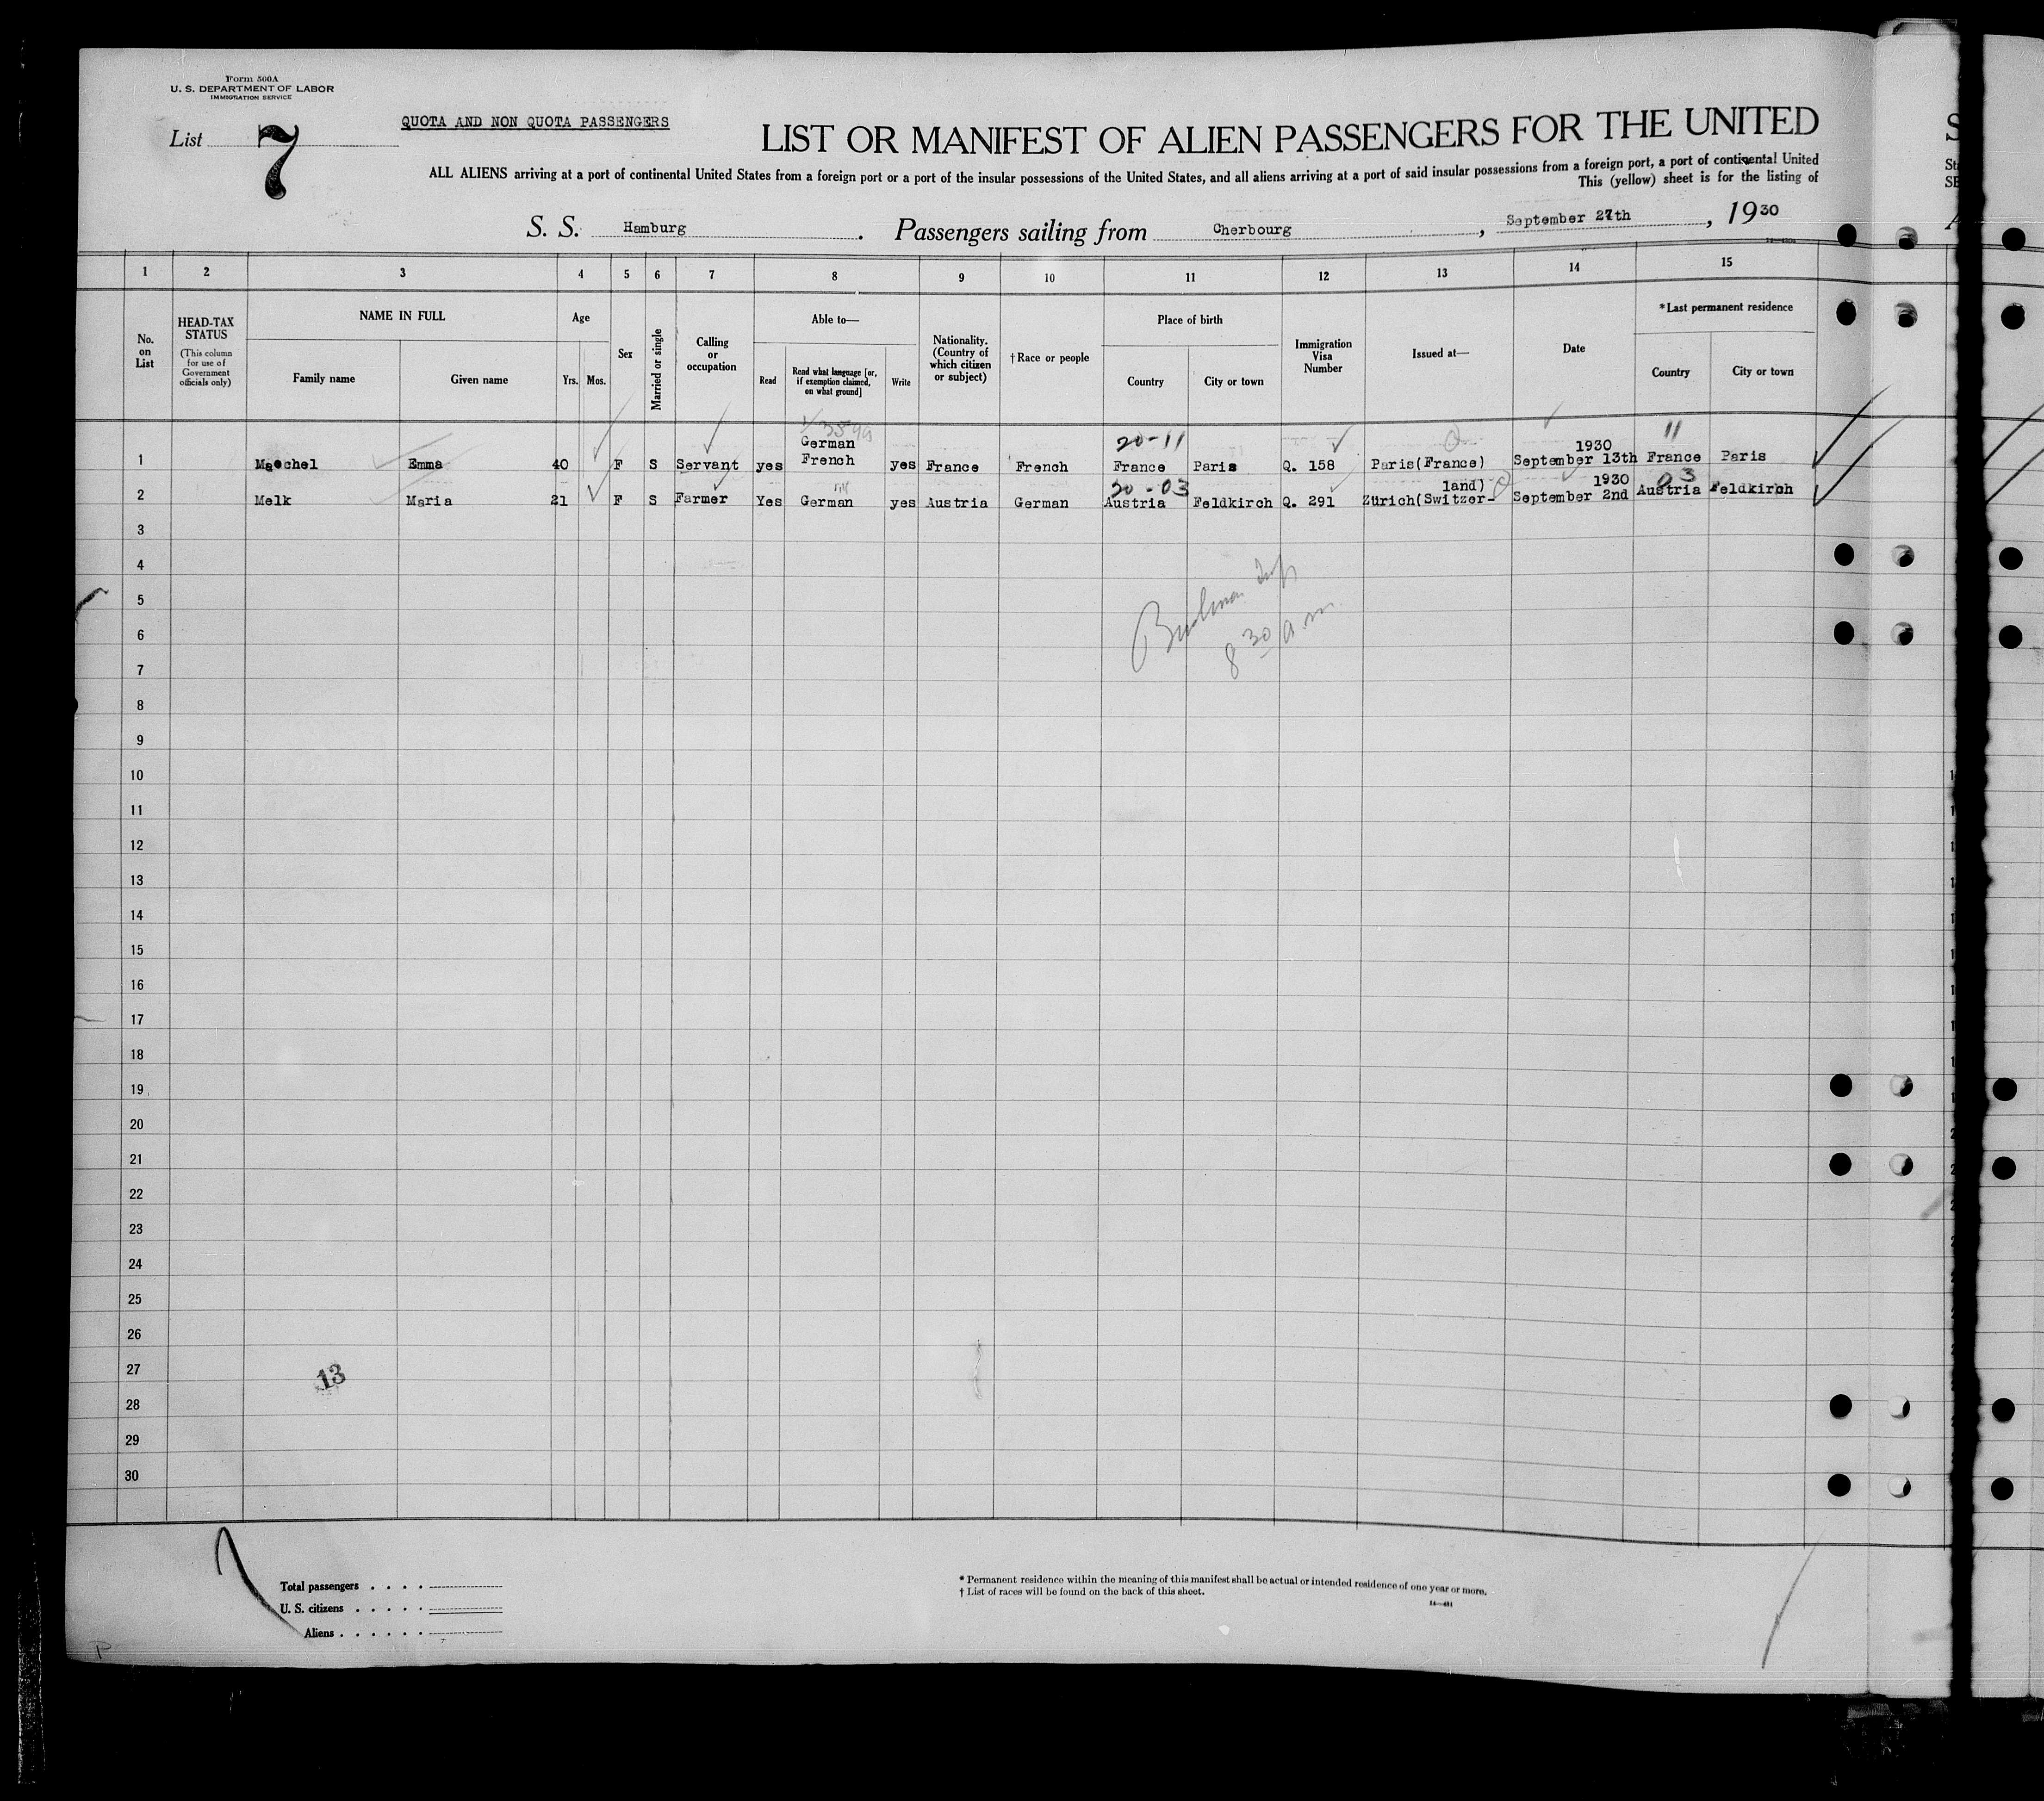 Form 500A
U. S. DEPARTMENT OF LABOR
IMMIGRATION SERVICE
List 7
QUOTA AND NON QUOTA PASSENGERS
LIST OR MANIFEST OF ALIEN PASSENGERS FOR THE UNITED
ALL ALIENS arriving at a port of continental United States from a foreign port or a port of the insular possessions of the United States, and all aliens arriving at a port of said insular possessions from a foreign port, a port of continental United
This (yellow) sheet is for the listing of
S. S. Hamburg. Passengers sailing from Cherbourg, September 27th, 1930
1 2 3 4 5 6 7 8 9 10 11 12 13 14 15
No. on List
HEAD-TAX STATUS
(This column for use of Government officials only)
NAME IN FULL
Family name
Given name
Age
Yrs.
Mos.
Sex
Married or single
Calling or occupation
Able to—
Read
Read what language [or, if exemption claimed, on what ground]
Write
Nationality. (Country of which citizen or subject)
† Race or people
Place of birth
Country
City or town
Immigration Visa Number
Issued at—
Date
*Last permanent residence
Country
City or town
German 20-11 1930 11
1 Emma 40 F S Servant yes French yes France French France Paris Q. 158 Paris(France) September 13th France Paris
20-03 land) 1930 03
2 Melk Maria 21 F S Farmer Yes German yes Austria German Austria Feldkirch Q. 291 Zürich(Switzer- September 2nd Austria Feldkirch
3
4
5
6
8 30 a.m
7
8
9
10
11
12
13
14
15
16
17
18
19
20
21
22
23
24
25
26
27
13
28
29
30
Total passengers . . . .
U. S. citizens . . . . .
Aliens . . . . . .
* Permanent residence within the meaning of this manifest shall be actual or intended residence of one year or more.
† List of races will be found on the back of this sheet.